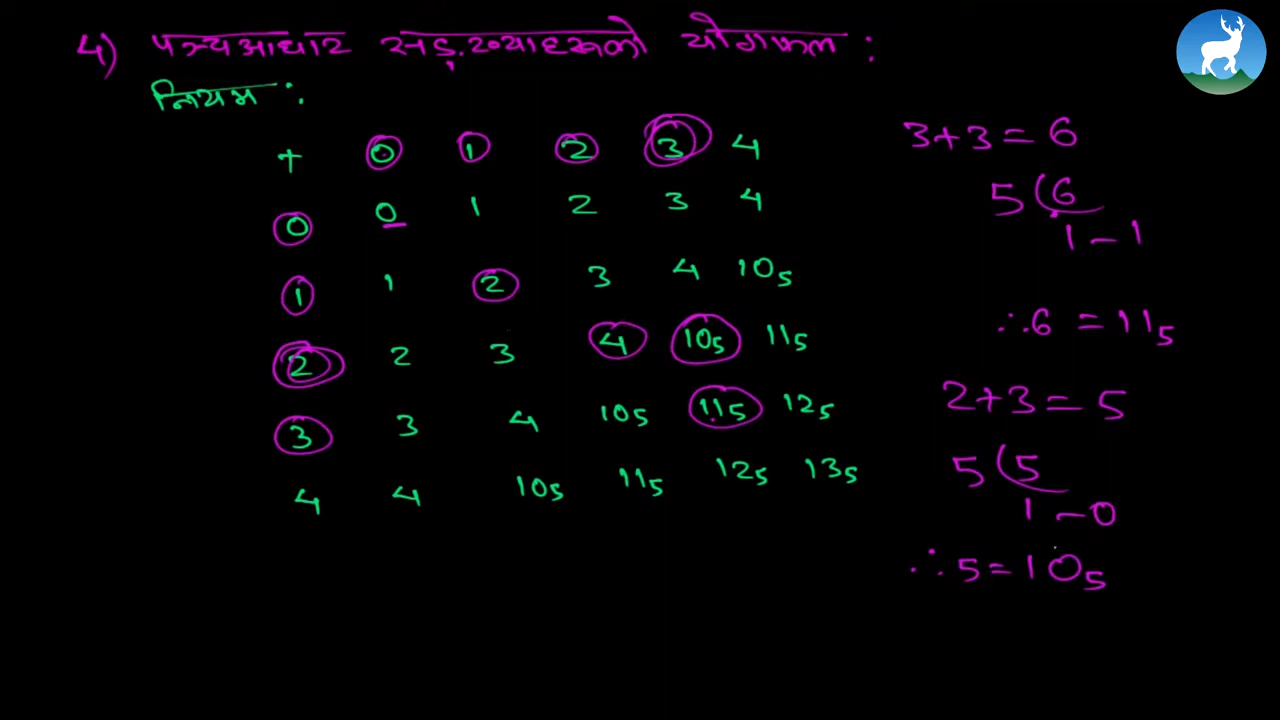 4) पञ्चआधार सङ्ख्याहरूको योगफल :
नियम :
+ 0 1 2 3 4
0 0 1 2 3 4
1 1 2 3 4 10₅
2 2 3 4 10₅ 11₅
3 3 4 10₅ 11₅ 12₅
4 4 10₅ 11₅ 12₅ 13₅
3+3=6
5(6
1-1
∴6 = 11₅
2+3=5
5(5
1-0
∴5=10₅